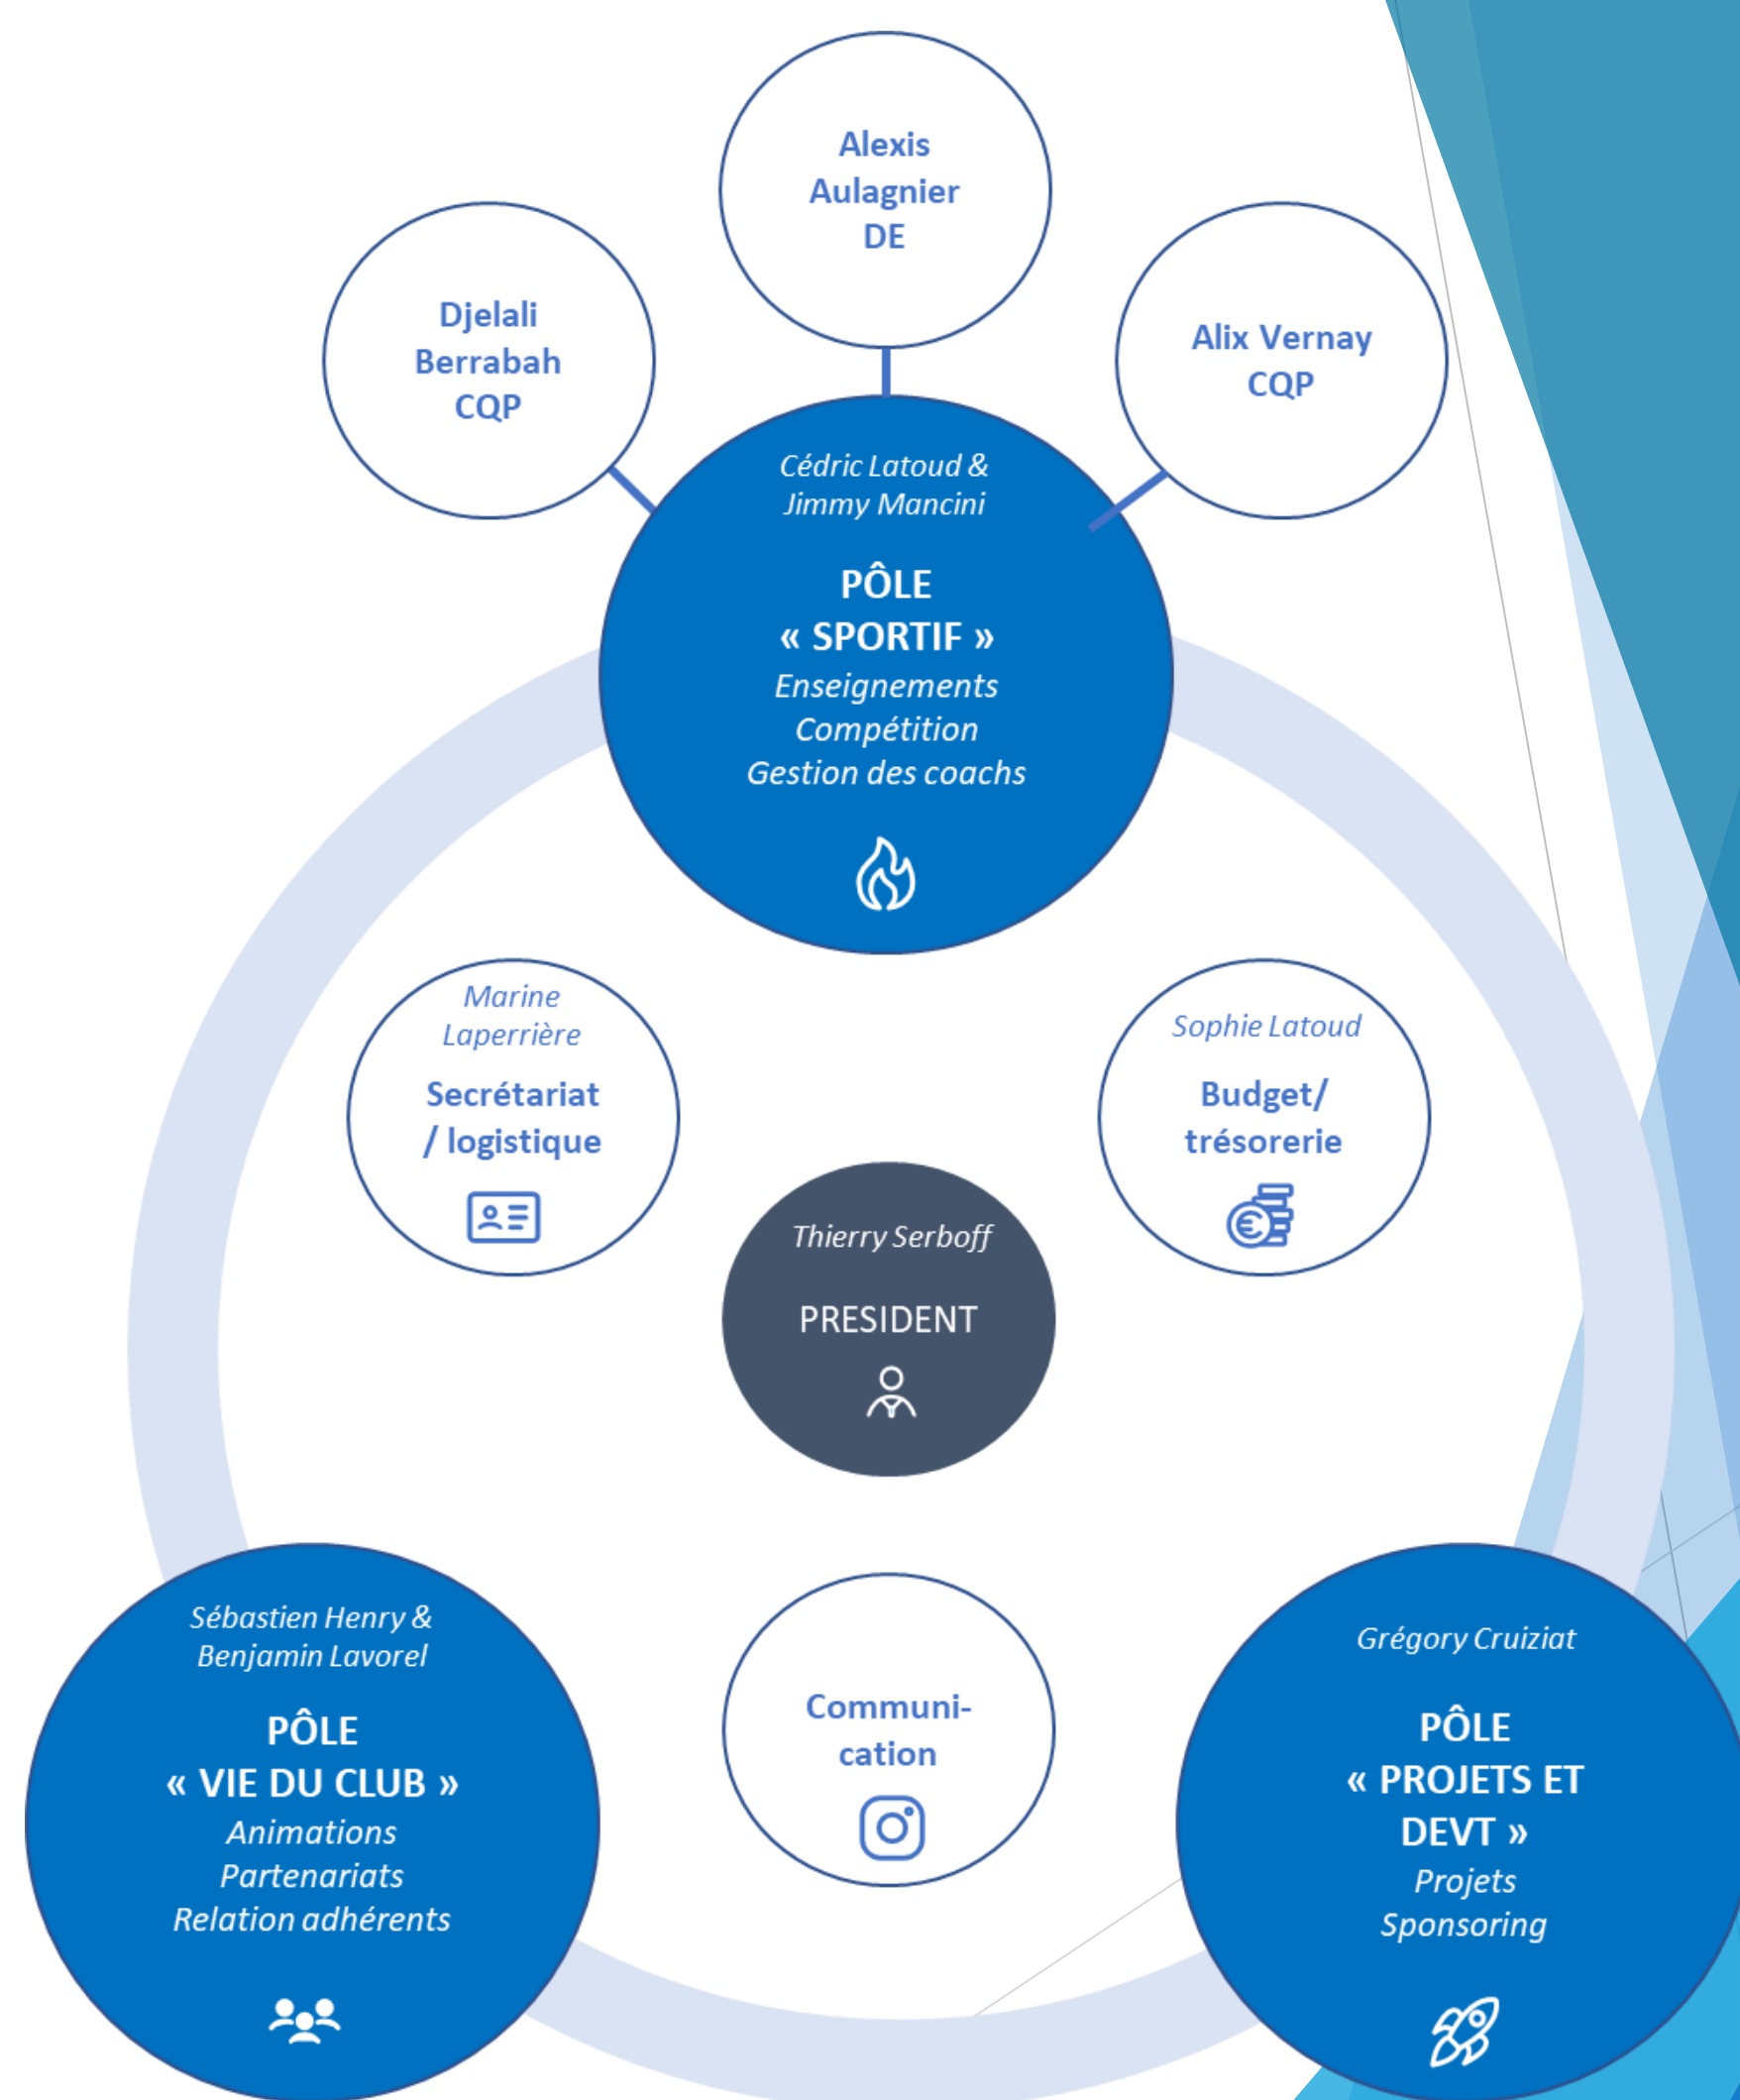 Alexis
Aulagnier
DE
Djelali
Berrabah
CQP
Alix Vernay
CQP
Cédric Latoud &
Jimmy Mancini
PÔLE
« SPORTIF »
Enseignements
Compétition
Gestion des coachs
Marine
Laperrière
Secrétariat
/ logistique
Sophie Latoud
Budget/
trésorerie
Thierry Serboff
PRESIDENT
Sébastien Henry &
Benjamin Lavorel
PÔLE
« VIE DU CLUB »
Animations
Partenariats
Relation adhérents
Communi-
cation
Grégory Cruiziat
PÔLE
« PROJETS ET
DEVT »
Projets
Sponsoring